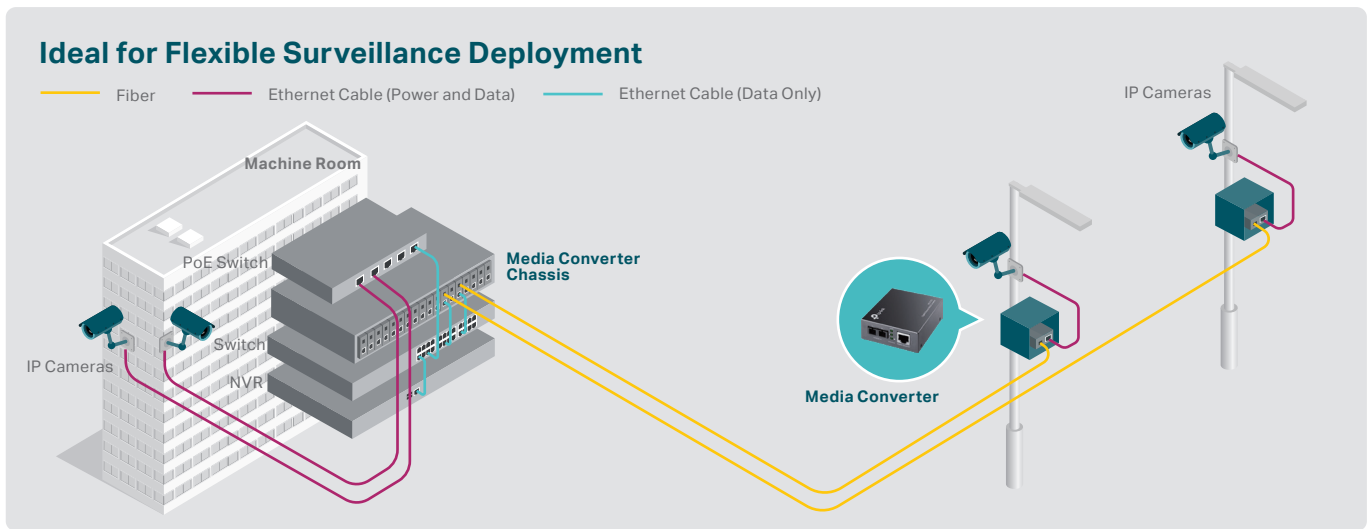 Ideal for Flexible Surveillance Deployment
Fiber
Ethernet Cable (Power and Data)
Ethernet Cable (Data Only)
IP Cameras
Machine Room
PoE Switch
Media Converter
Chassis
Switch
IP Cameras
NVR
Media Converter